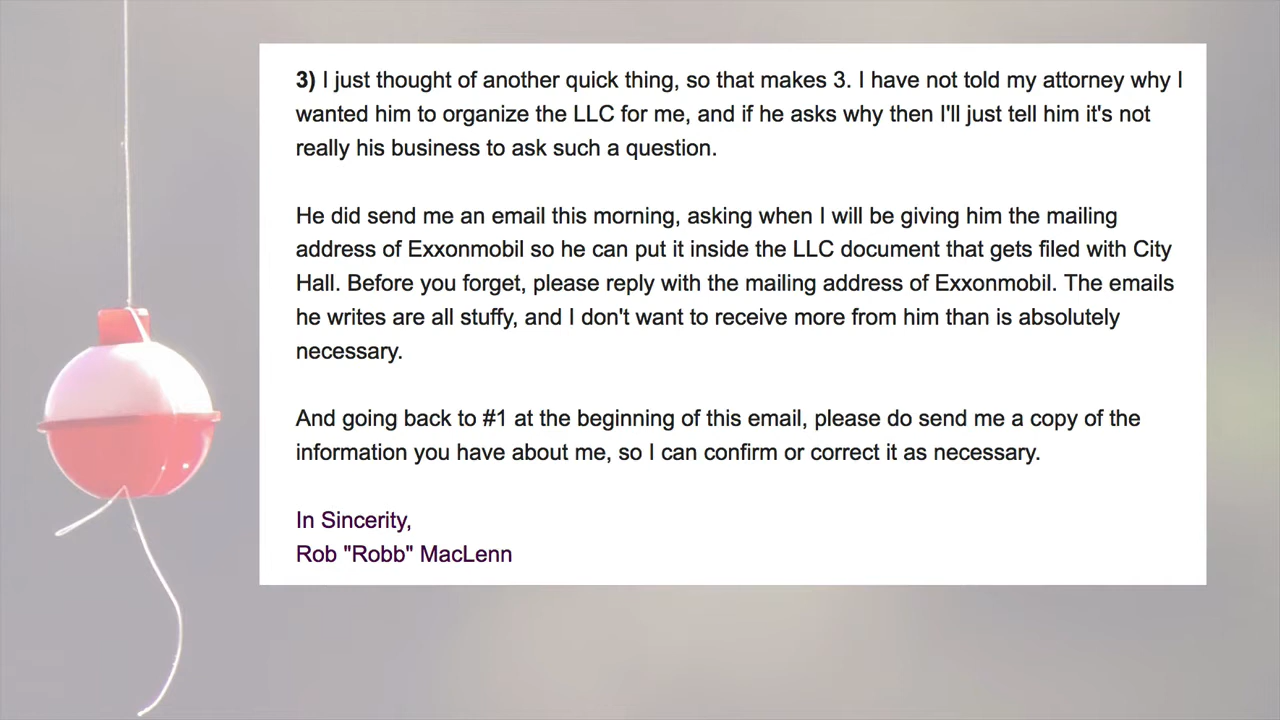 3) I just thought of another quick thing, so that makes 3. I have not told my attorney why I
wanted him to organize the LLC for me, and if he asks why then I'll just tell him it's not
really his business to ask such a question.
He did send me an email this morning, asking when I will be giving him the mailing
address of Exxonmobil so he can put it inside the LLC document that gets filed with City
Hall. Before you forget, please reply with the mailing address of Exxonmobil. The emails
he writes are all stuffy, and I don't want to receive more from him than is absolutely
necessary.
And going back to #1 at the beginning of this email, please do send me a copy of the
information you have about me, so I can confirm or correct it as necessary.
In Sincerity,
Rob "Robb" MacLenn